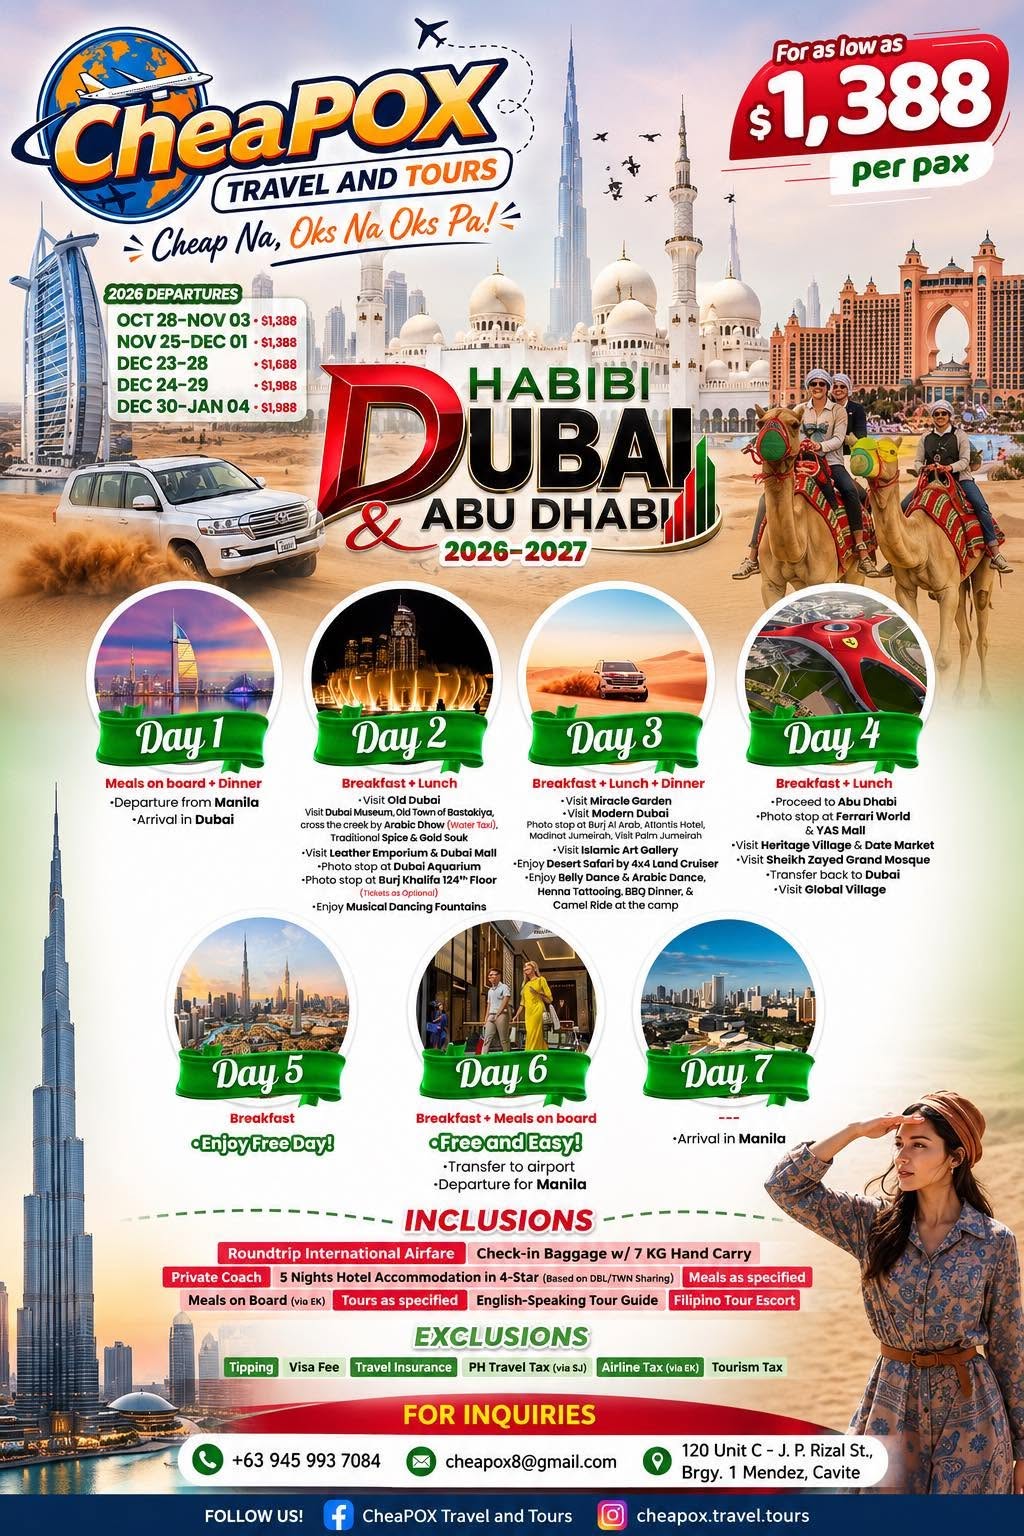 CheaPOX
TRAVEL AND TOURS
Cheap Na, Oks Na Oks Pa!
For as low as
$1,388
per pax
2026 DEPARTURES
OCT 28-NOV 03 • $1,388
NOV 25-DEC 01 • $1,388
DEC 23-28 • $1,688
DEC 24-29 • $1,988
DEC 30-JAN 04 • $1,988
HABIBI
DUBAI
& ABU DHABI
2026-2027
Day 1
Meals on board + Dinner
•Departure from Manila
•Arrival in Dubai
Day 2
Breakfast + Lunch
•Visit Old Dubai
Visit Dubai Museum, Old Town of Bastakiya,
cross the creek by Arabic Dhow (Water Taxi),
Traditional Spice & Gold Souk
•Visit Leather Emporium & Dubai Mall
•Photo stop at Dubai Aquarium
•Photo stop at Burj Khalifa 124th Floor
(Tickets as Optional)
•Enjoy Musical Dancing Fountains
Day 3
Breakfast + Lunch + Dinner
•Visit Miracle Garden
•Visit Modern Dubai
Photo stop at Burj Al Arab, Atlantis Hotel,
Madinat Jumeirah, Visit Palm Jumeirah
•Visit Islamic Art Gallery
•Enjoy Desert Safari by 4x4 Land Cruiser
•Enjoy Belly Dance & Arabic Dance,
Henna Tattooing, BBQ Dinner, &
Camel Ride at the camp
Day 4
Breakfast + Lunch
•Proceed to Abu Dhabi
•Photo stop at Ferrari World
& YAS Mall
•Visit Heritage Village & Date Market
•Visit Sheikh Zayed Grand Mosque
•Transfer back to Dubai
•Visit Global Village
Day 5
Breakfast
•Enjoy Free Day!
Day 6
Breakfast + Meals on board
•Free and Easy!
•Transfer to airport
•Departure for Manila
Day 7
---
•Arrival in Manila
INCLUSIONS
Roundtrip International Airfare Check-in Baggage w/ 7 KG Hand Carry
Private Coach 5 Nights Hotel Accommodation in 4-Star (Based on DBL/TWN Sharing) Meals as specified
Meals on Board (via EK) Tours as specified English-Speaking Tour Guide Filipino Tour Escort
EXCLUSIONS
Tipping Visa Fee Travel Insurance PH Travel Tax (via SJ) Airline Tax (via EK) Tourism Tax
FOR INQUIRIES
+63 945 993 7084 cheapox8@gmail.com
120 Unit C - J. P. Rizal St.,
Brgy. 1 Mendez, Cavite
FOLLOW US! CheaPOX Travel and Tours cheapox.travel.tours